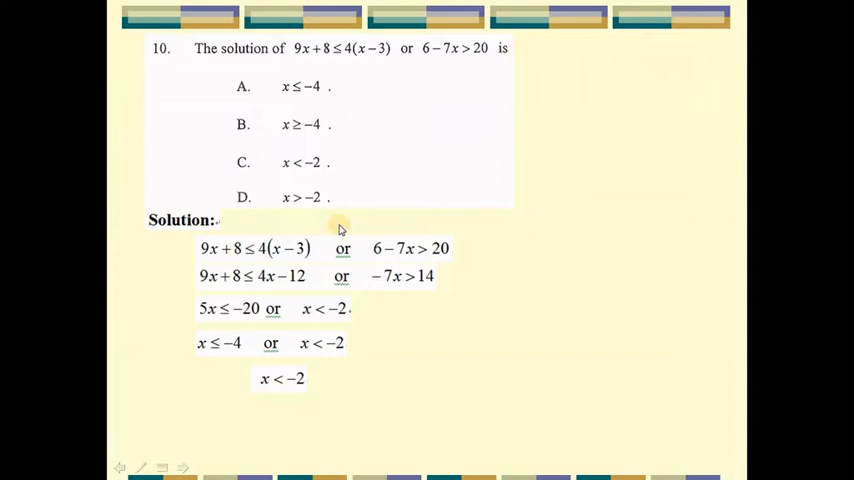 10. The solution of 9x+8≤4(x−3) or 6−7x>20 is
A. x≤−4 .
B. x≥−4 .
C. x<−2 .
D. x>−2 .
Solution:
9x+8≤4(x−3) or 6−7x>20
9x+8≤4x−12 or −7x>14
5x≤−20 or x<−2
x≤−4 or x<−2
x<−2